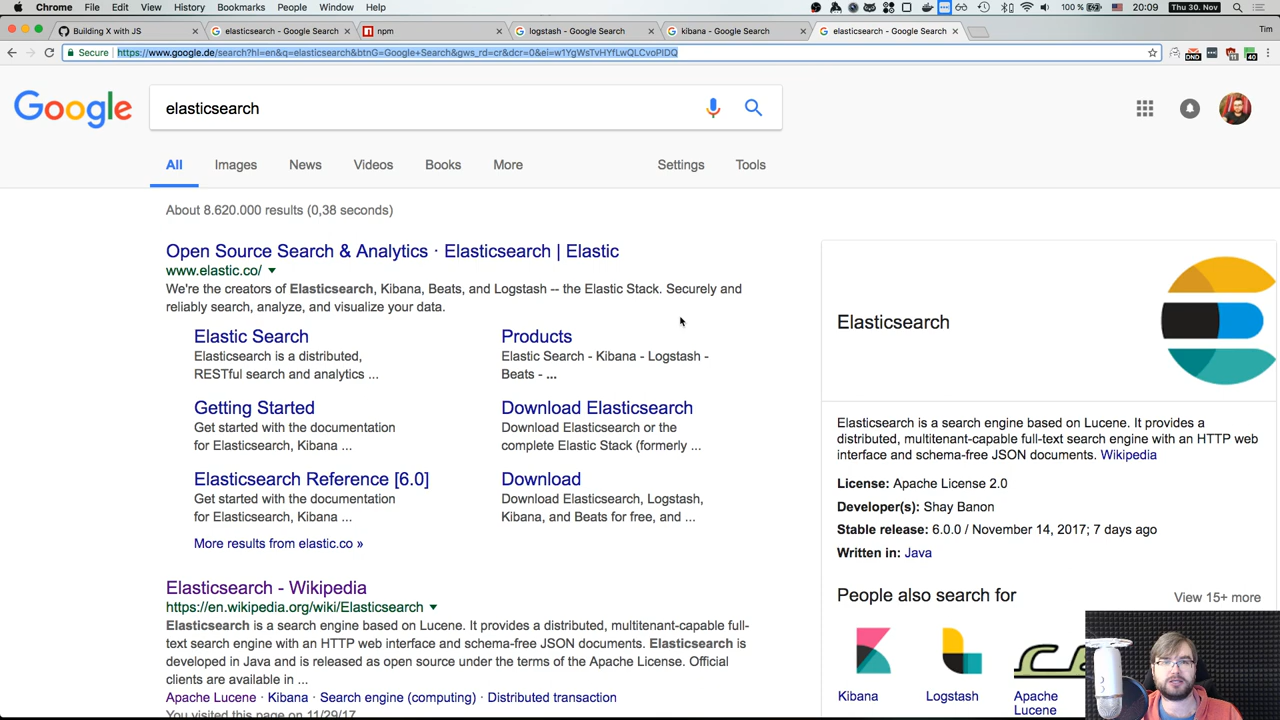 Chrome File Edit View History Bookmarks People Window Help 100 % Thu 30. Nov 20:09
Building X with JS
elasticsearch - Google Search
npm
logstash - Google Search
kibana - Google Search
elasticsearch - Google Search
Tim
Secure https://www.google.de/search?hl=en&q=elasticsearch&btnG=Google+Search&gws_rd=cr&dcr=0&ei=w1YgWsTvHYfLwQLCvoPIDQ
DND 11 40
Google
elasticsearch
All Images News Videos Books More Settings Tools
About 8.620.000 results (0,38 seconds)
Open Source Search & Analytics · Elasticsearch | Elastic
www.elastic.co/
We're the creators of Elasticsearch, Kibana, Beats, and Logstash -- the Elastic Stack. Securely and
reliably search, analyze, and visualize your data.
Elastic Search
Elasticsearch is a distributed,
RESTful search and analytics ...
Products
Elastic Search - Kibana - Logstash -
Beats - ...
Getting Started
Get started with the documentation
for Elasticsearch, Kibana ...
Download Elasticsearch
Download Elasticsearch or the
complete Elastic Stack (formerly ...
Elasticsearch Reference [6.0]
Get started with the documentation
for Elasticsearch, Kibana ...
Download
Download Elasticsearch, Logstash,
Kibana, and Beats for free, and ...
More results from elastic.co »
Elasticsearch - Wikipedia
https://en.wikipedia.org/wiki/Elasticsearch
Elasticsearch is a search engine based on Lucene. It provides a distributed, multitenant-capable full-
text search engine with an HTTP web interface and schema-free JSON documents. Elasticsearch is
developed in Java and is released as open source under the terms of the Apache License. Official
clients are available in ...
Apache Lucene · Kibana · Search engine (computing) · Distributed transaction
You visited this page on 11/29/17.
Elasticsearch
Elasticsearch is a search engine based on Lucene. It provides a
distributed, multitenant-capable full-text search engine with an HTTP web
interface and schema-free JSON documents. Wikipedia
License: Apache License 2.0
Developer(s): Shay Banon
Stable release: 6.0.0 / November 14, 2017; 7 days ago
Written in: Java
People also search for
View 15+ more
Kibana
Logstash
Apache
Lucene